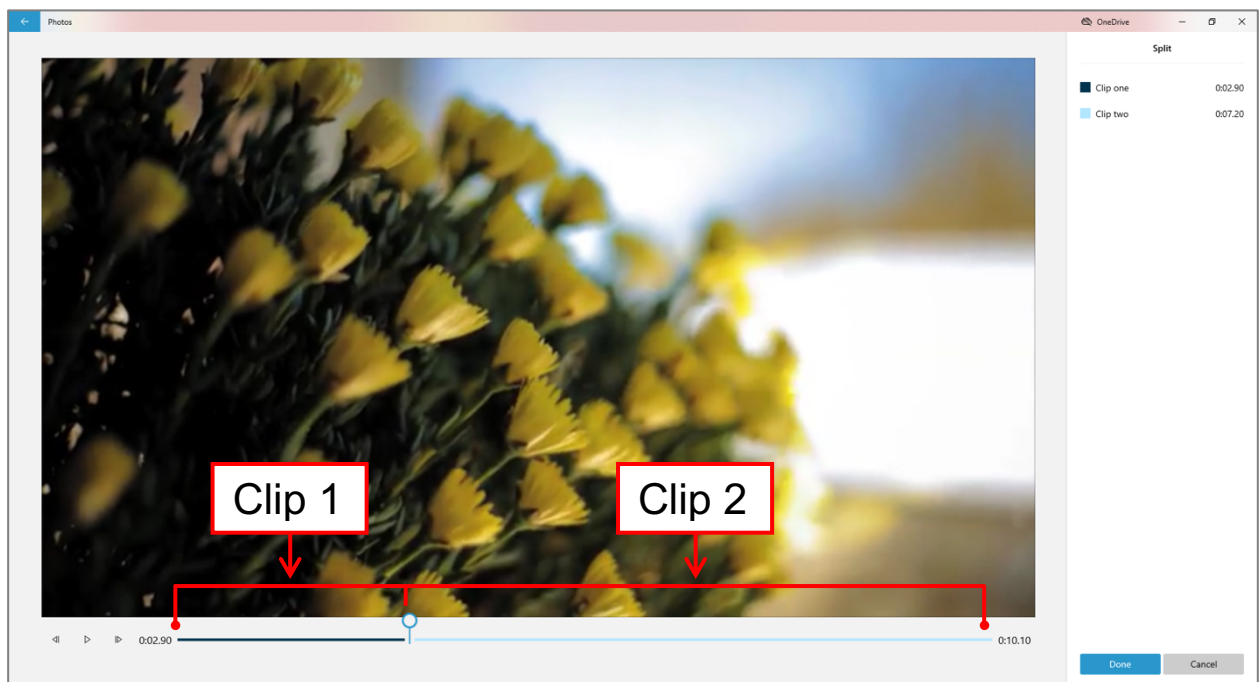 Photos
OneDrive
Split
Clip one 0:02.90
Clip two 0:07.20
Clip 1 Clip 2
0:02.90 0:10.10
Done Cancel